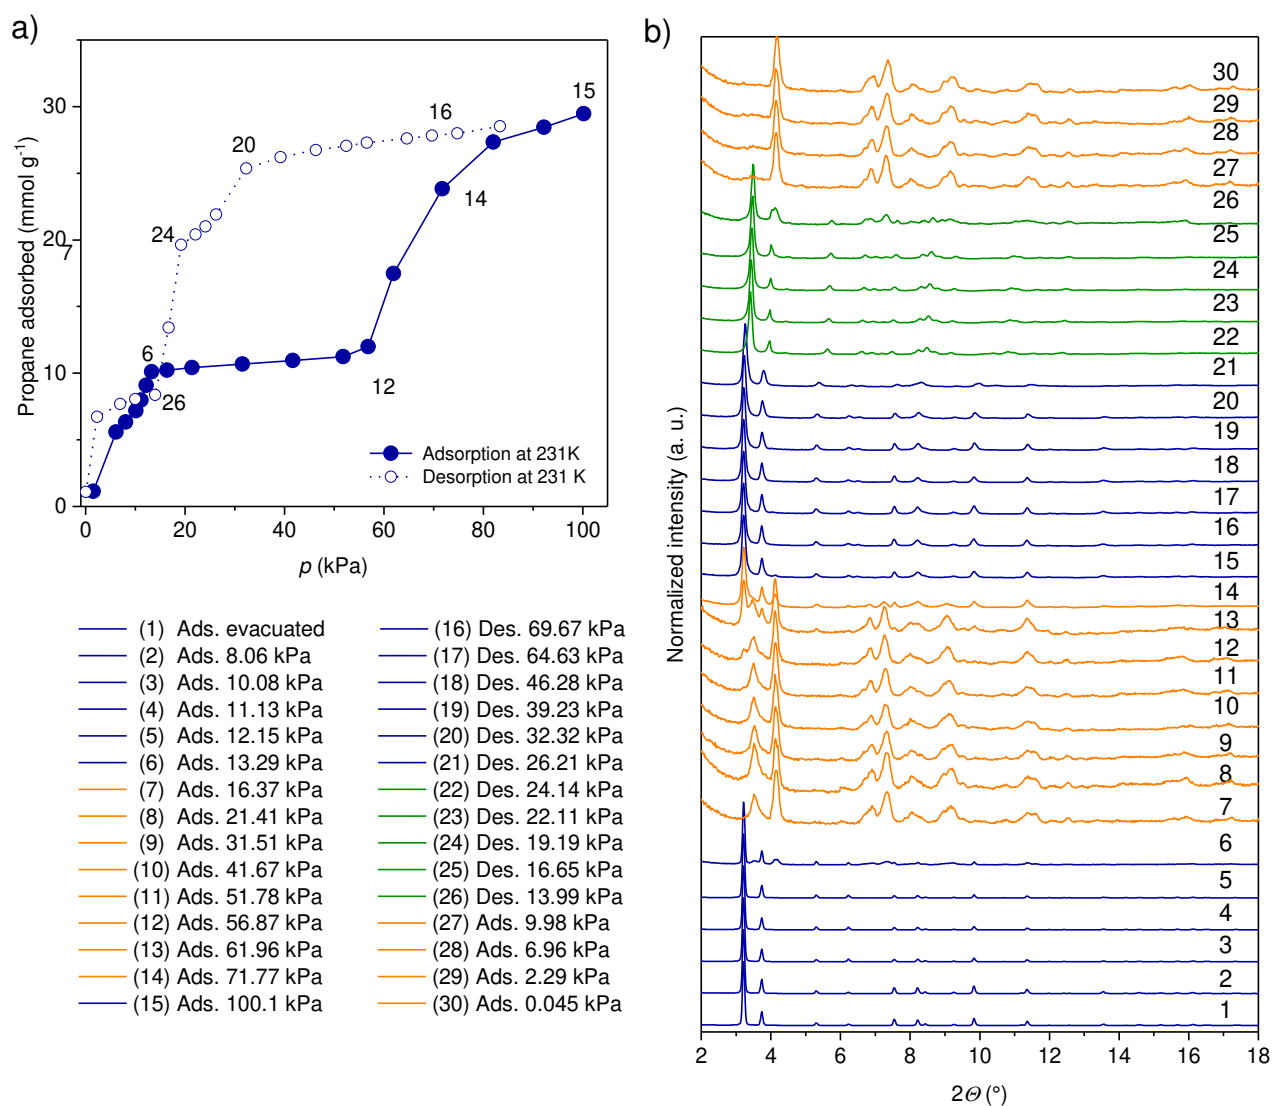 a)
Propane adsorbed (mmol g⁻¹)
30
20
7
10
0
0 20 40 60 80 100
p (kPa)
15
16
20
14
24
6
12
26
Adsorption at 231K
Desorption at 231 K
(1) Ads. evacuated
(2) Ads. 8.06 kPa
(3) Ads. 10.08 kPa
(4) Ads. 11.13 kPa
(5) Ads. 12.15 kPa
(6) Ads. 13.29 kPa
(7) Ads. 16.37 kPa
(8) Ads. 21.41 kPa
(9) Ads. 31.51 kPa
(10) Ads. 41.67 kPa
(11) Ads. 51.78 kPa
(12) Ads. 56.87 kPa
(13) Ads. 61.96 kPa
(14) Ads. 71.77 kPa
(15) Ads. 100.1 kPa
(16) Des. 69.67 kPa
(17) Des. 64.63 kPa
(18) Des. 46.28 kPa
(19) Des. 39.23 kPa
(20) Des. 32.32 kPa
(21) Des. 26.21 kPa
(22) Des. 24.14 kPa
(23) Des. 22.11 kPa
(24) Des. 19.19 kPa
(25) Des. 16.65 kPa
(26) Des. 13.99 kPa
(27) Ads. 9.98 kPa
(28) Ads. 6.96 kPa
(29) Ads. 2.29 kPa
(30) Ads. 0.045 kPa
b)
Normalized intensity (a. u.)
30
29
28
27
26
25
24
23
22
21
20
19
18
17
16
15
14
13
12
11
10
9
8
7
6
5
4
3
2
1
2 4 6 8 10 12 14 16 18
2Θ (°)